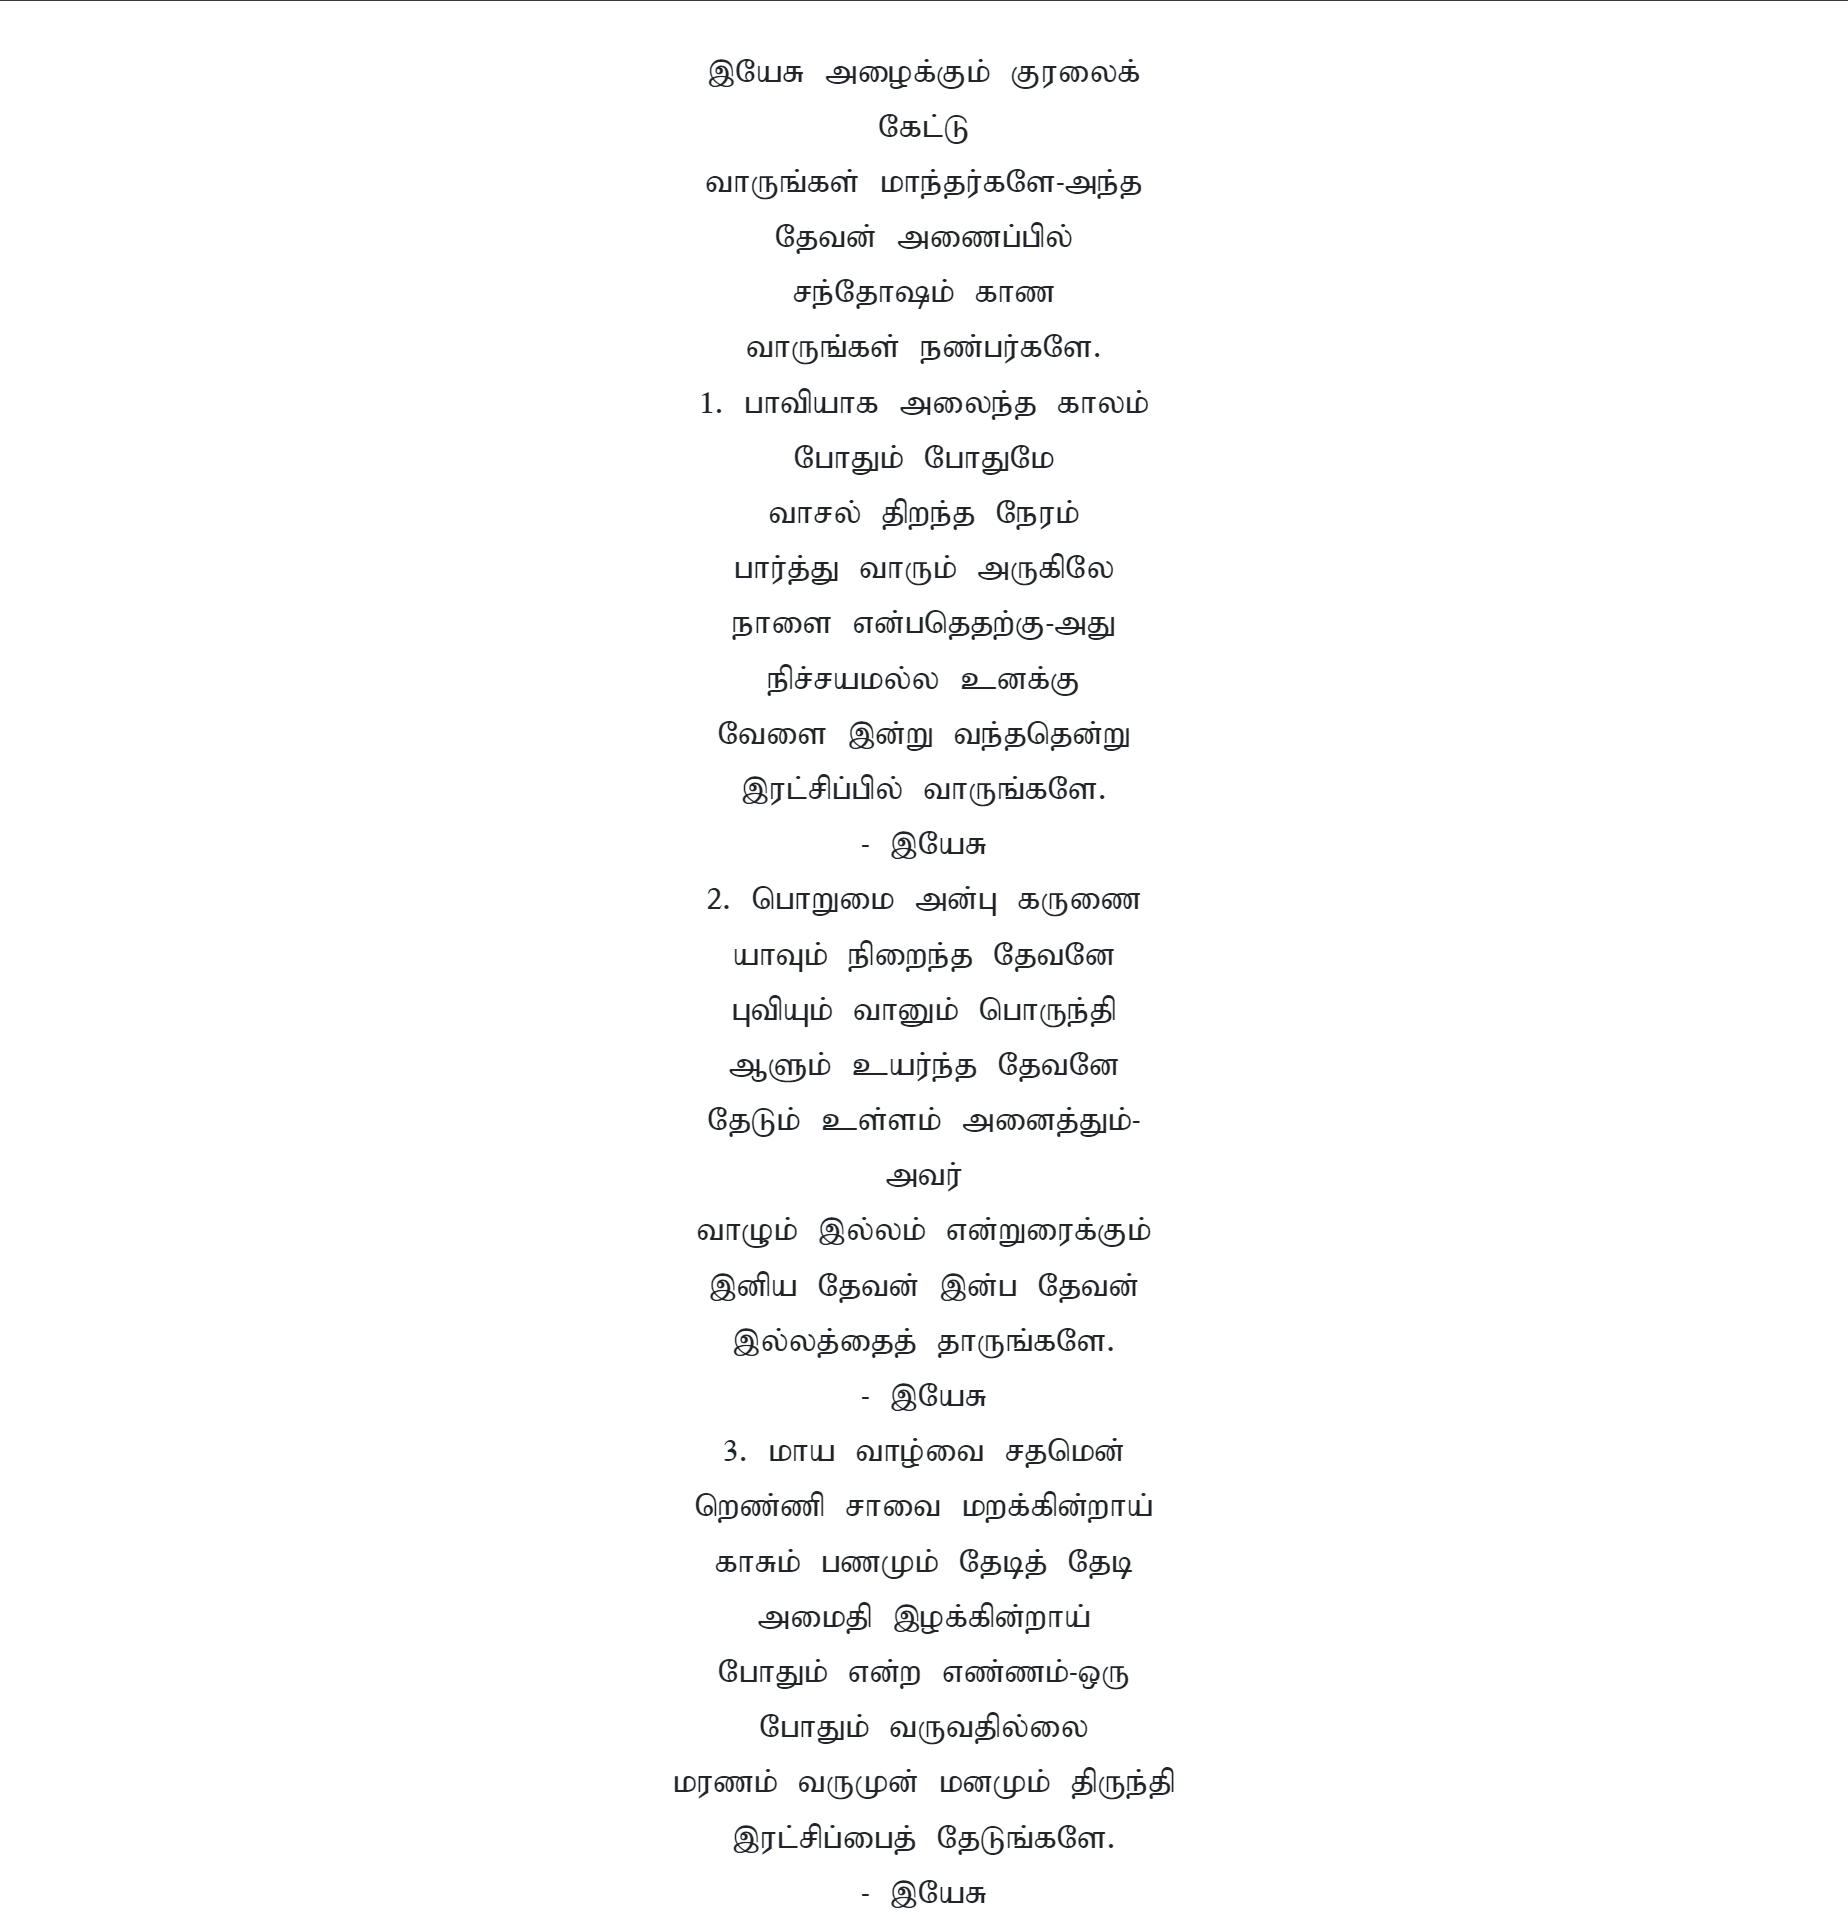 இயேசு அழைக்கும் குரலைக்
கேட்டு
வாருங்கள் மாந்தர்களே-அந்த
தேவன் அணைப்பில்
சந்தோஷம் காண
வாருங்கள் நண்பர்களே.
1. பாவியாக அலைந்த காலம்
போதும் போதுமே
வாசல் திறந்த நேரம்
பார்த்து வாரும் அருகிலே
நாளை என்பதெதற்கு-அது
நிச்சயமல்ல உனக்கு
வேளை இன்று வந்ததென்று
இரட்சிப்பில் வாருங்களே.
- இயேசு
2. பொறுமை அன்பு கருணை
யாவும் நிறைந்த தேவனே
புவியும் வானும் பொருந்தி
ஆளும் உயர்ந்த தேவனே
தேடும் உள்ளம் அனைத்தும்-
அவர்
வாழும் இல்லம் என்றுரைக்கும்
இனிய தேவன் இன்ப தேவன்
இல்லத்தைத் தாருங்களே.
- இயேசு
3. மாய வாழ்வை சதமென்
றெண்ணி சாவை மறக்கின்றாய்
காசும் பணமும் தேடித் தேடி
அமைதி இழக்கின்றாய்
போதும் என்ற எண்ணம்-ஒரு
போதும் வருவதில்லை
மரணம் வருமுன் மனமும் திருந்தி
இரட்சிப்பைத் தேடுங்களே.
- இயேசு